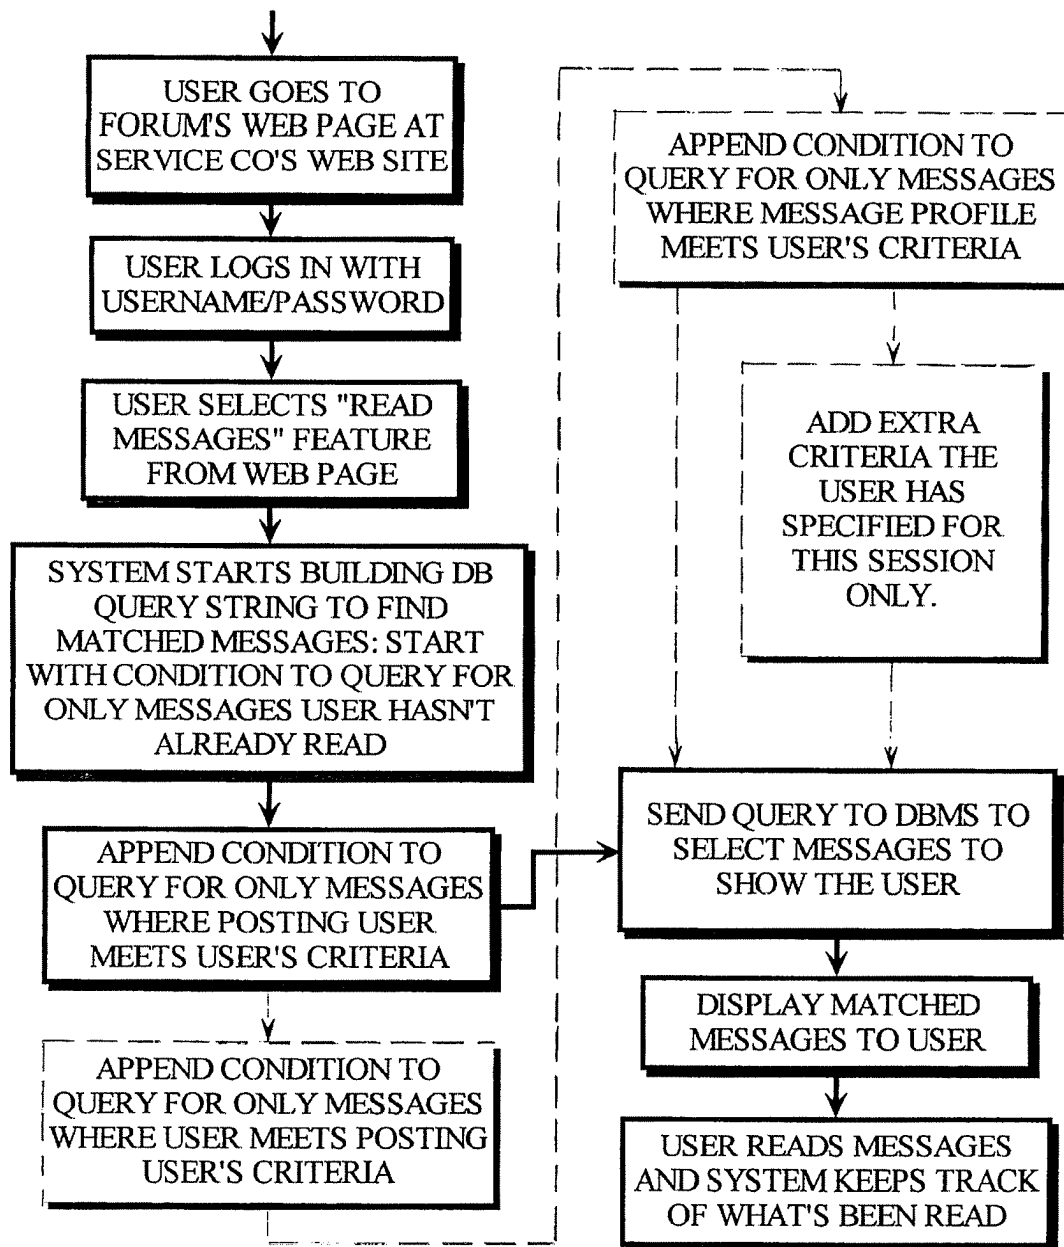 USER GOES TO
FORUM'S WEB PAGE AT
SERVICE CO'S WEB SITE
USER LOGS IN WITH
USERNAME/PASSWORD
USER SELECTS "READ
MESSAGES" FEATURE
FROM WEB PAGE
SYSTEM STARTS BUILDING DB
QUERY STRING TO FIND
MATCHED MESSAGES: START
WITH CONDITION TO QUERY FOR
ONLY MESSAGES USER HASN'T
ALREADY READ
APPEND CONDITION TO
QUERY FOR ONLY MESSAGES
WHERE POSTING USER
MEETS USER'S CRITERIA
APPEND CONDITION TO
QUERY FOR ONLY MESSAGES
WHERE USER MEETS POSTING
USER'S CRITERIA
APPEND CONDITION TO
QUERY FOR ONLY MESSAGES
WHERE MESSAGE PROFILE
MEETS USER'S CRITERIA
ADD EXTRA
CRITERIA THE
USER HAS
SPECIFIED FOR
THIS SESSION
ONLY.
SEND QUERY TO DBMS TO
SELECT MESSAGES TO
SHOW THE USER
DISPLAY MATCHED
MESSAGES TO USER
USER READS MESSAGES
AND SYSTEM KEEPS TRACK
OF WHAT'S BEEN READ